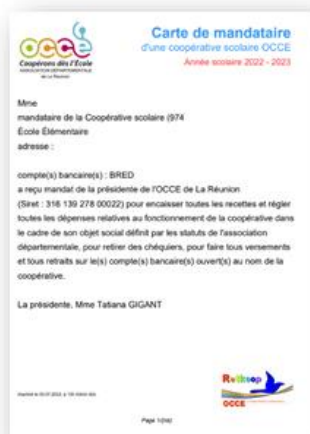 occe
Coopérons dès l'École
ASSOCIATION DÉPARTEMENTALE
de La Réunion
Carte de mandataire
d'une coopérative scolaire OCCE
Année scolaire 2022 - 2023
Mme
mandataire de la Coopérative scolaire (974
École Élémentaire
adresse :
compte(s) bancaire(s) : BRED
a reçu mandat de la présidente de l'OCCE de La Réunion
(Siret : 316 139 278 00022) pour encaisser toutes les recettes et régler
toutes les dépenses relatives au fonctionnement de la coopérative dans
le cadre de son objet social définit par les statuts de l'association
départementale, pour retirer des chéquiers, pour faire tous versements
et tous retraits sur le(s) compte(s) bancaire(s) ouvert(s) au nom de la
coopérative.
La présidente, Mme Tatiana GIGANT
OCCE